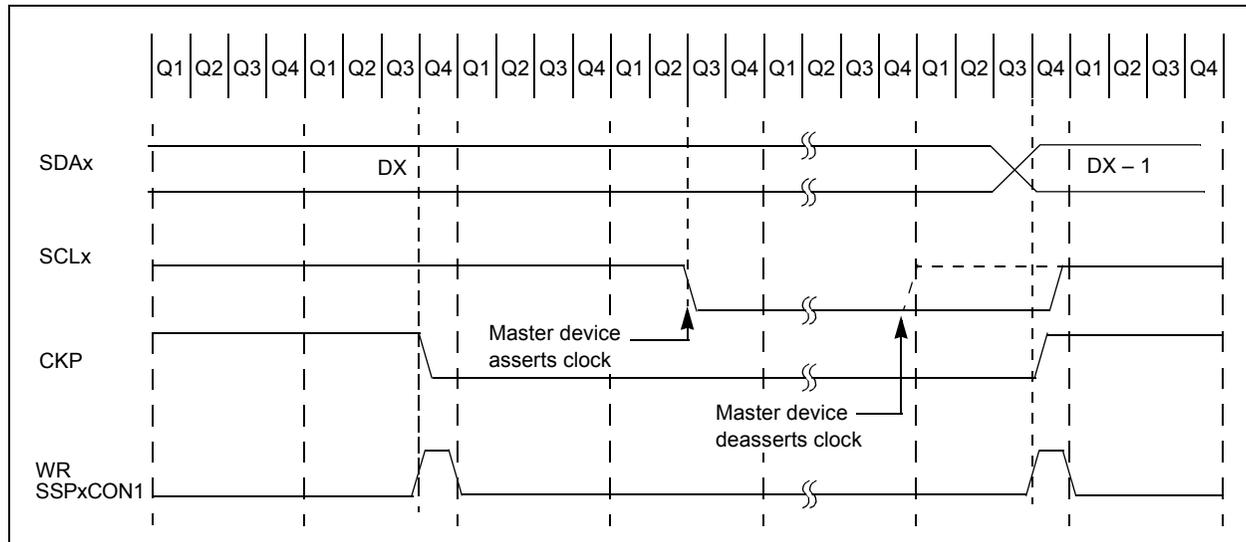 Q1 Q2 Q3 Q4 Q1 Q2 Q3 Q4 Q1 Q2 Q3 Q4 Q1 Q2 Q3 Q4 Q1 Q2 Q3 Q4 Q1 Q2 Q3 Q4 Q1 Q2 Q3 Q4
SDAx
DX
DX – 1
SCLx
Master device
asserts clock
CKP
Master device
deasserts clock
WR
SSPxCON1